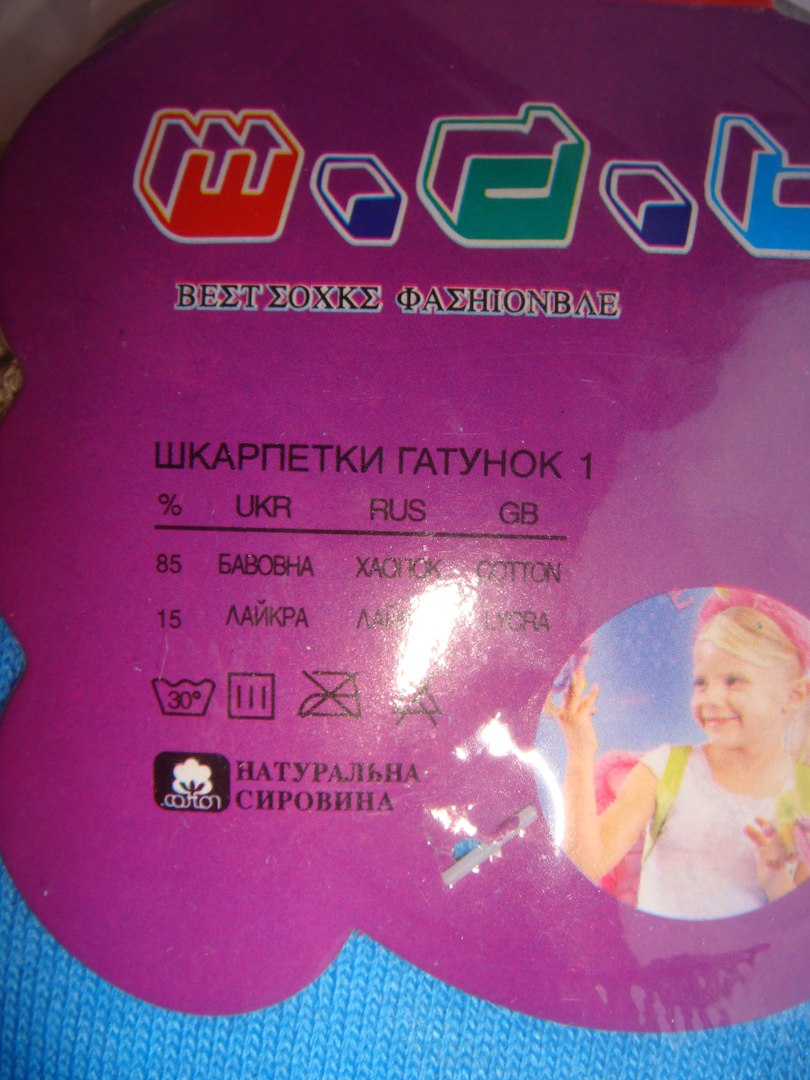 ΒΕΣΤ ΣΟΧΚΣ ΦΑΣΗΙΟΝΒΛΕ
ШКАРПЕТКИ ГАТУНОК 1
% UKR RUS GB
85 БАВОВНА ХЛОПОК COTTON
15 ЛАЙКРА LYCRA
30°
cotton НАТУРАЛЬНА
СИРОВИНА